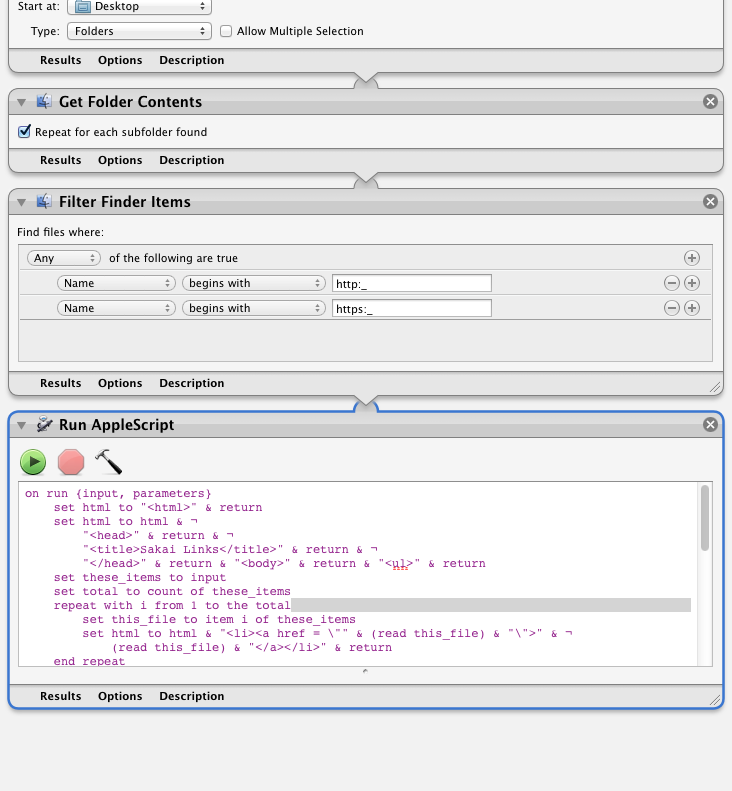 Start at: Desktop
Type: Folders Allow Multiple Selection
Results Options Description
Get Folder Contents
Repeat for each subfolder found
Results Options Description
Filter Finder Items
Find files where:
Any of the following are true
Name begins with http:_
Name begins with https:_
Results Options Description
Run AppleScript
on run {input, parameters}
set html to "<html>" & return
set html to html & ¬
"<head>" & return & ¬
"<title>Sakai Links</title>" & return & ¬
"</head>" & return & "<body>" & return & "<ul>" & return
set these_items to input
set total to count of these_items
repeat with i from 1 to the total
set this_file to item i of these_items
set html to html & "<li><a href = \"" & (read this_file) & "\">" & ¬
(read this_file) & "</a></li>" & return
end repeat
Results Options Description